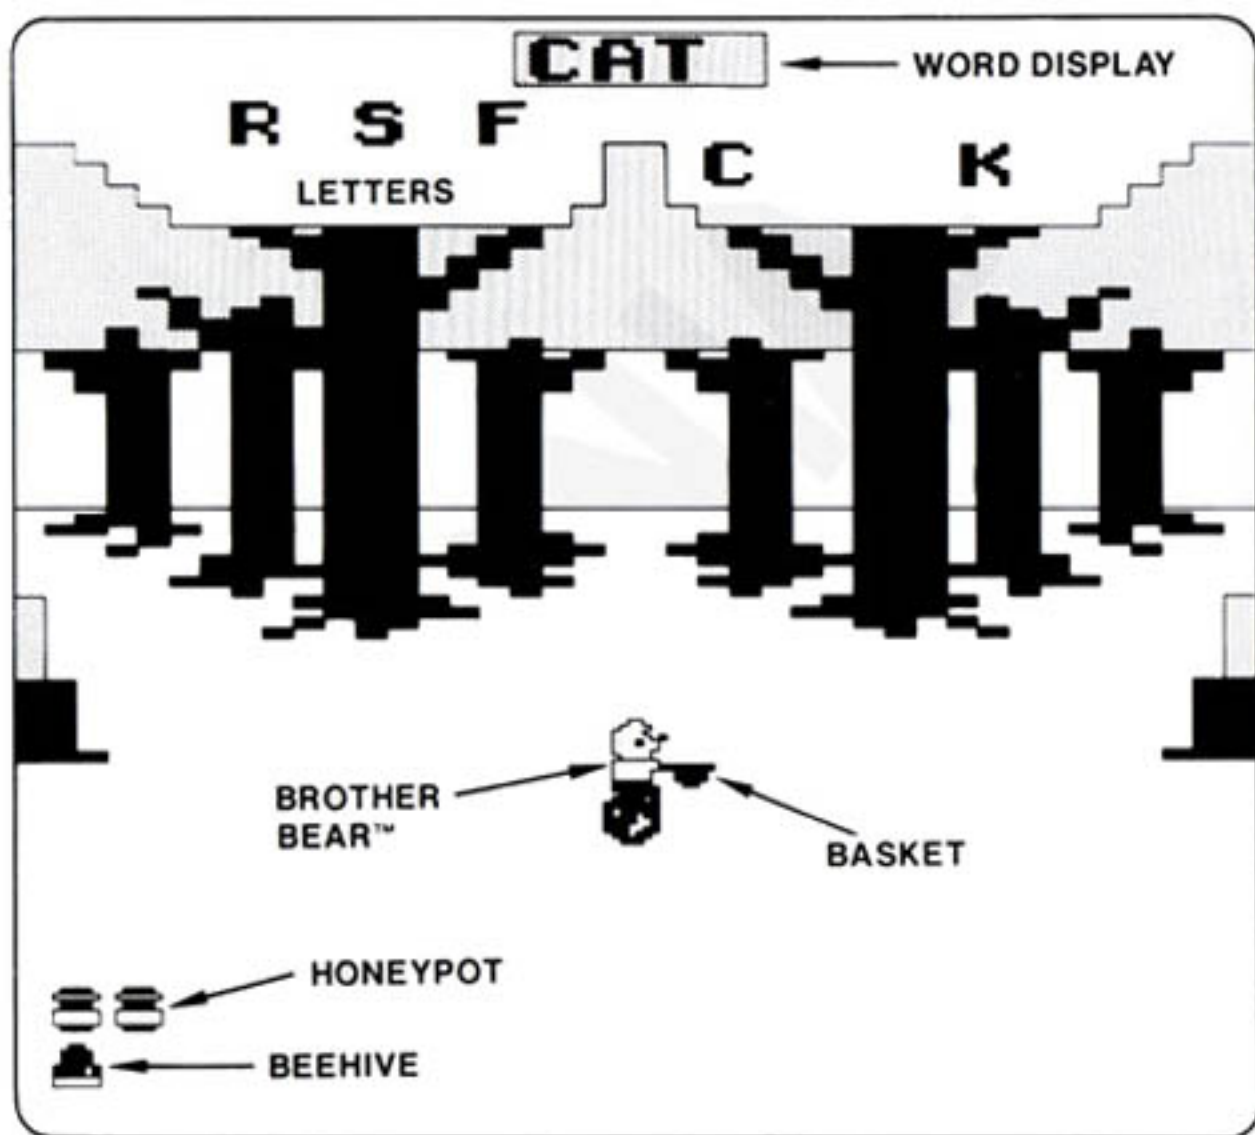 CAT
WORD DISPLAY
R S F
C K
LETTERS
BROTHER
BEAR™
BASKET
HONEYPOT
BEEHIVE